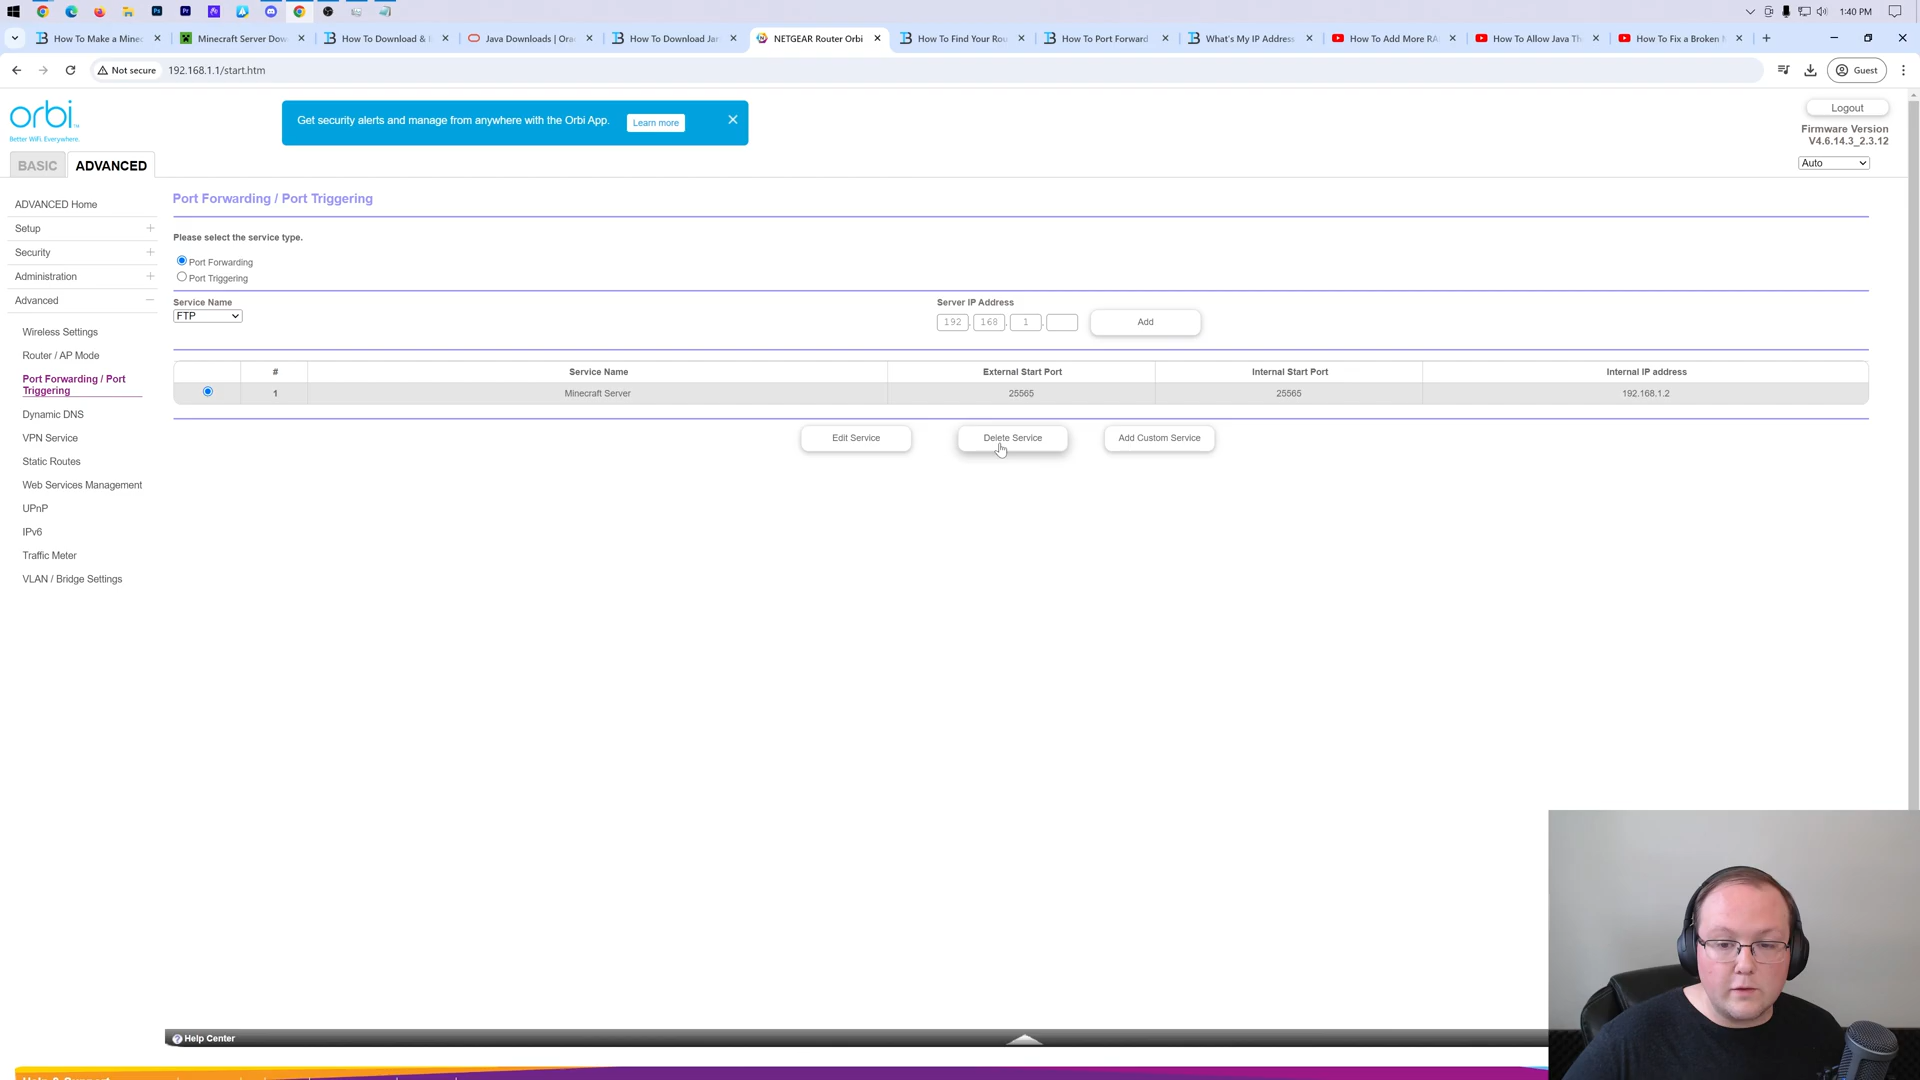 1:40 PM
How To Make a Minec
Minecraft Server Dow
How To Download & I
Java Downloads | Ora
How To Download Jar
NETGEAR Router Orbi
How To Find Your Rou
How To Port Forward
What's My IP Address
How To Add More RA
How To Allow Java Th
How To Fix a Broken
Not secure
192.168.1.1/start.htm
Guest
orbi
Better WiFi. Everywhere.
Get security alerts and manage from anywhere with the Orbi App.
Learn more
Logout
Firmware Version
V4.6.14.3_2.3.12
Auto
BASIC
ADVANCED
ADVANCED Home
Setup
Security
Administration
Advanced
Wireless Settings
Router / AP Mode
Port Forwarding / Port
Triggering
Dynamic DNS
VPN Service
Static Routes
Web Services Management
UPnP
IPv6
Traffic Meter
VLAN / Bridge Settings
Port Forwarding / Port Triggering
Please select the service type.
Port Forwarding
Port Triggering
Service Name
FTP
Server IP Address
192 . 168 . 1 .
Add
# Service Name External Start Port Internal Start Port Internal IP address
1 Minecraft Server 25565 25565 192.168.1.2
Edit Service
Delete Service
Add Custom Service
Help Center